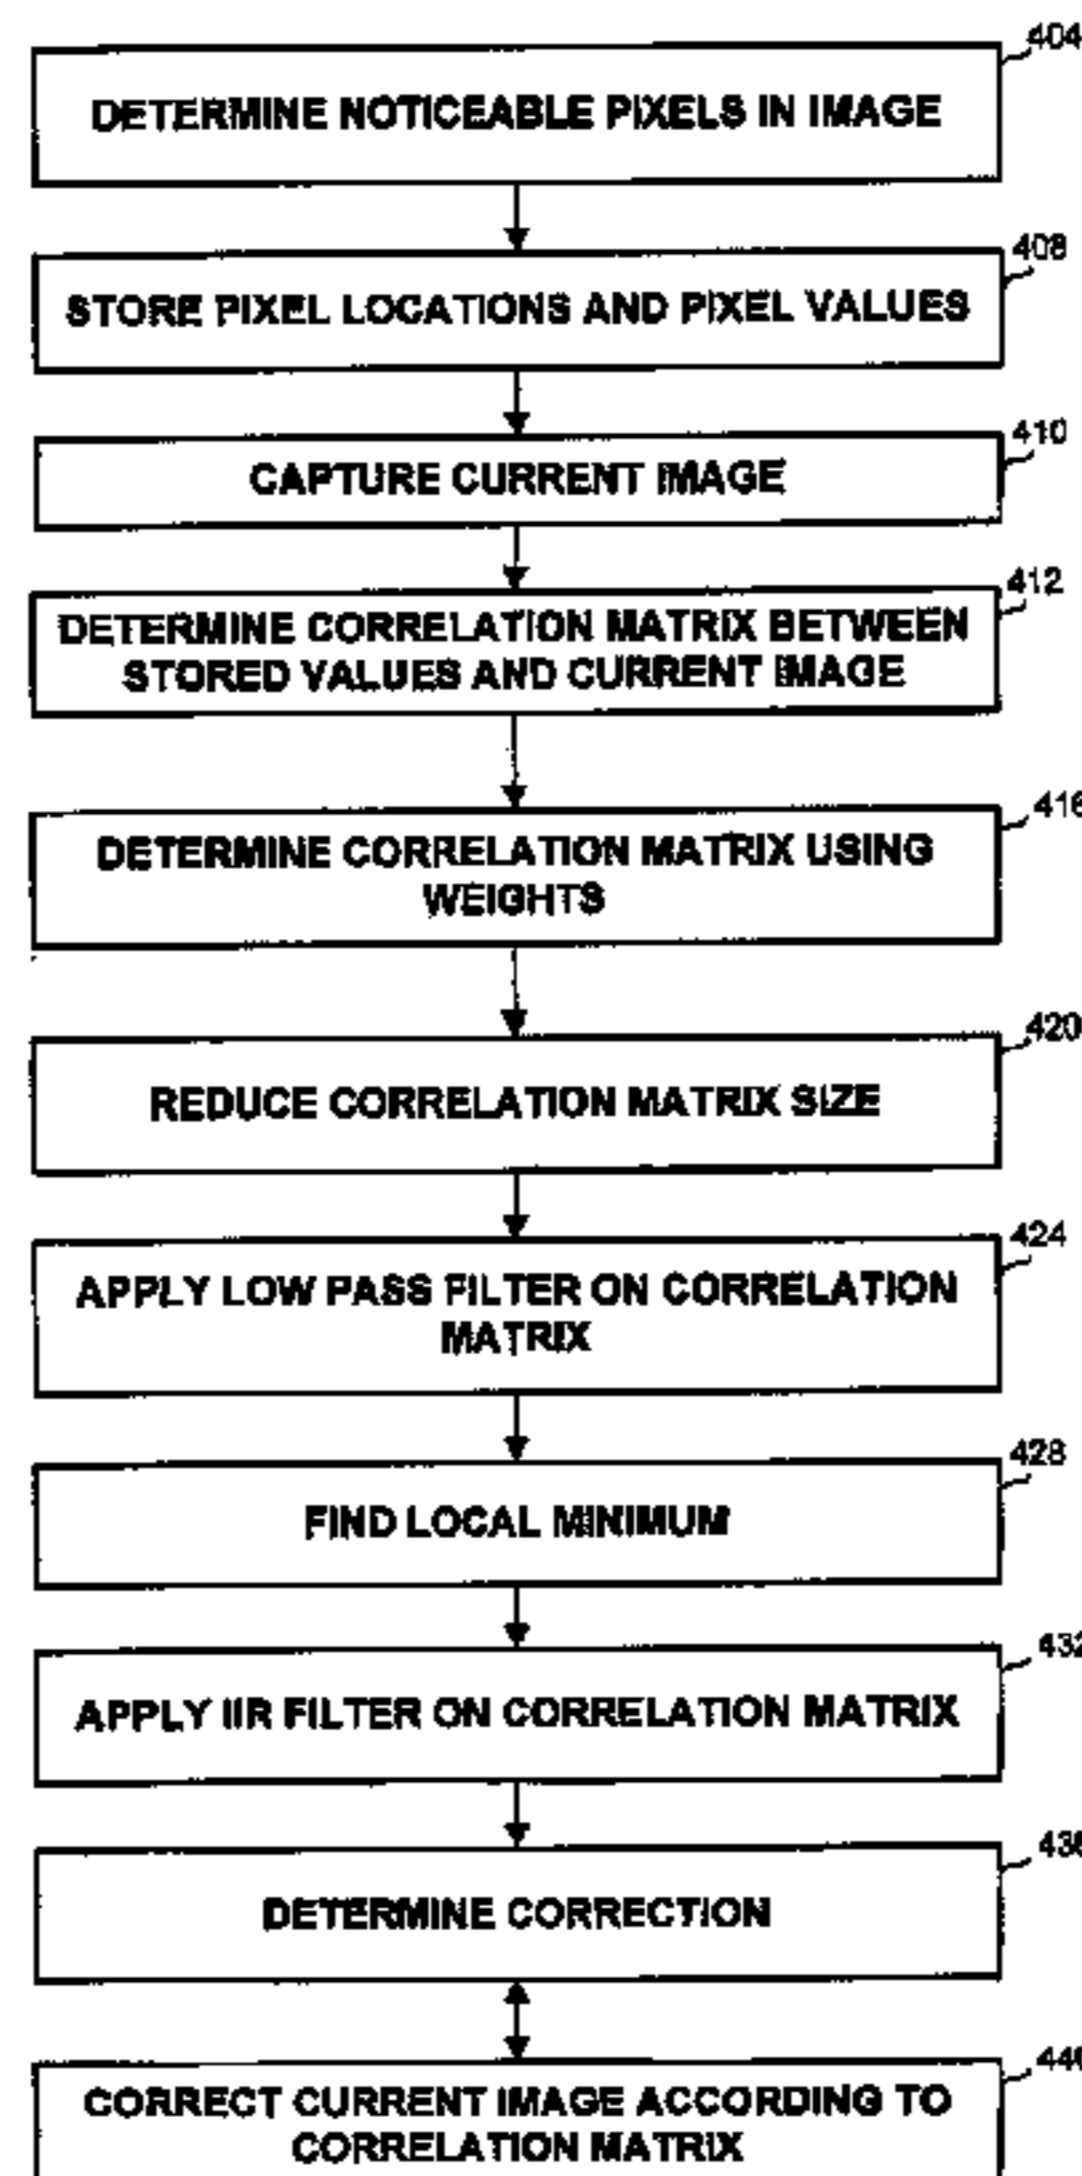 404
DETERMINE NOTICEABLE PIXELS IN IMAGE
408
STORE PIXEL LOCATIONS AND PIXEL VALUES
410
CAPTURE CURRENT IMAGE
412
DETERMINE CORRELATION MATRIX BETWEEN
STORED VALUES AND CURRENT IMAGE
416
DETERMINE CORRELATION MATRIX USING
WEIGHTS
420
REDUCE CORRELATION MATRIX SIZE
424
APPLY LOW PASS FILTER ON CORRELATION
MATRIX
428
FIND LOCAL MINIMUM
432
APPLY IIR FILTER ON CORRELATION MATRIX
DETERMINE CORRECTION
440
CORRECT CURRENT IMAGE ACCORDING TO
CORRELATION MATRIX